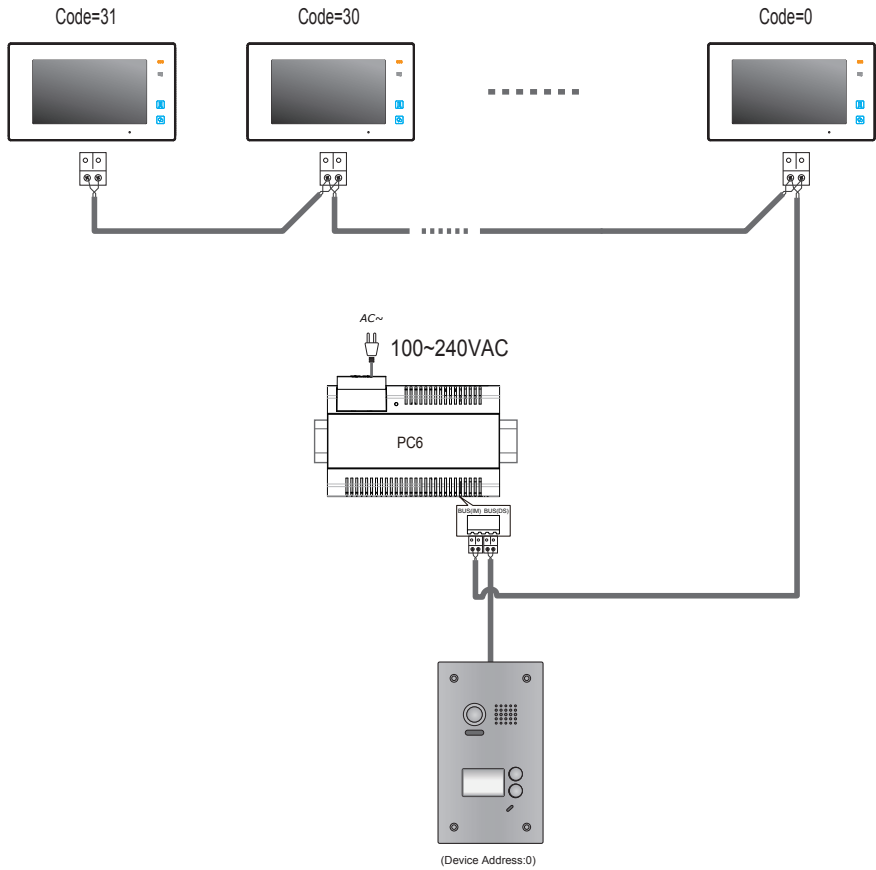 Code=31
Code=30
Code=0
AC~
100~240VAC
PC6
BUS(IM) BUS(DS)
(Device Address:0)